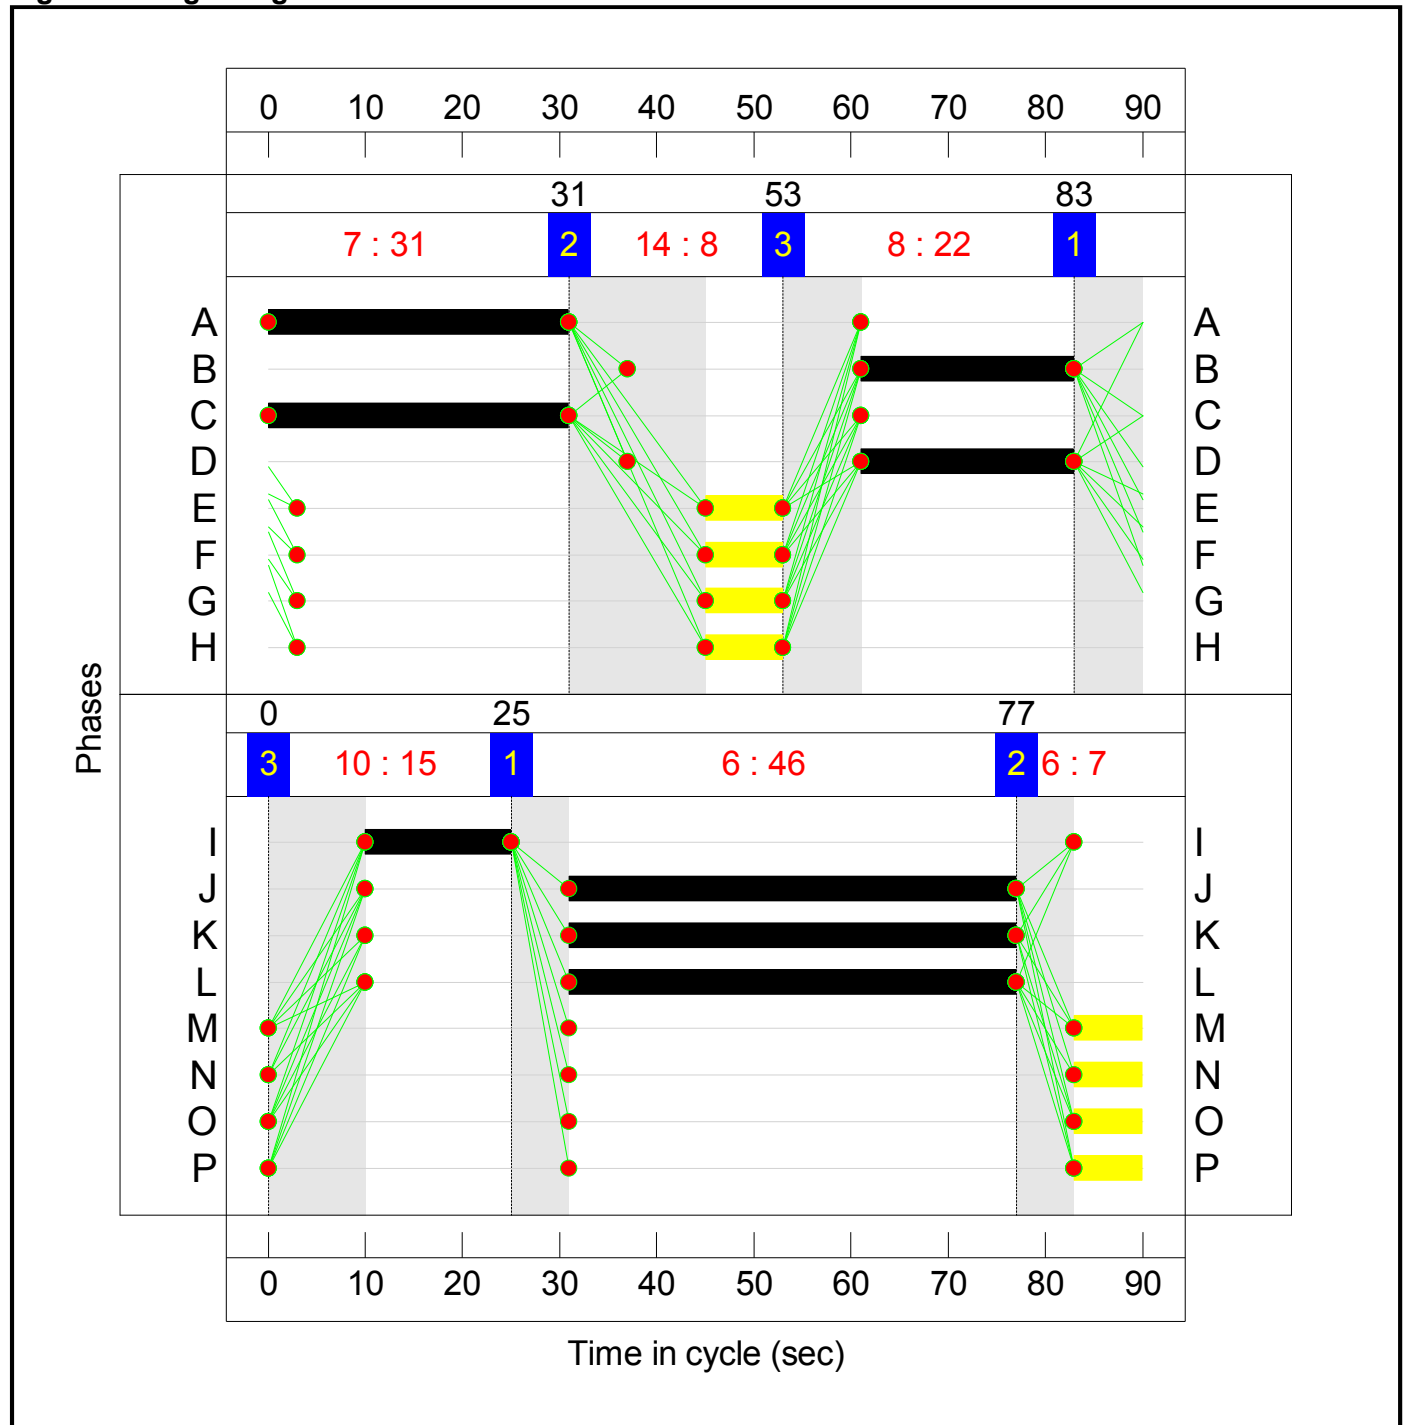 0 10 20 30 40 50 60 70 80 90
31 53 83
7 : 31 2 14 : 8 3 8 : 22 1
A A
B B
C C
D D
E E
F F
G G
H H
Phases
0 25 77
3 10 : 15 1 6 : 46 2 6 : 7
I I
J J
K K
L L
M M
N N
O O
P P
0 10 20 30 40 50 60 70 80 90
Time in cycle (sec)